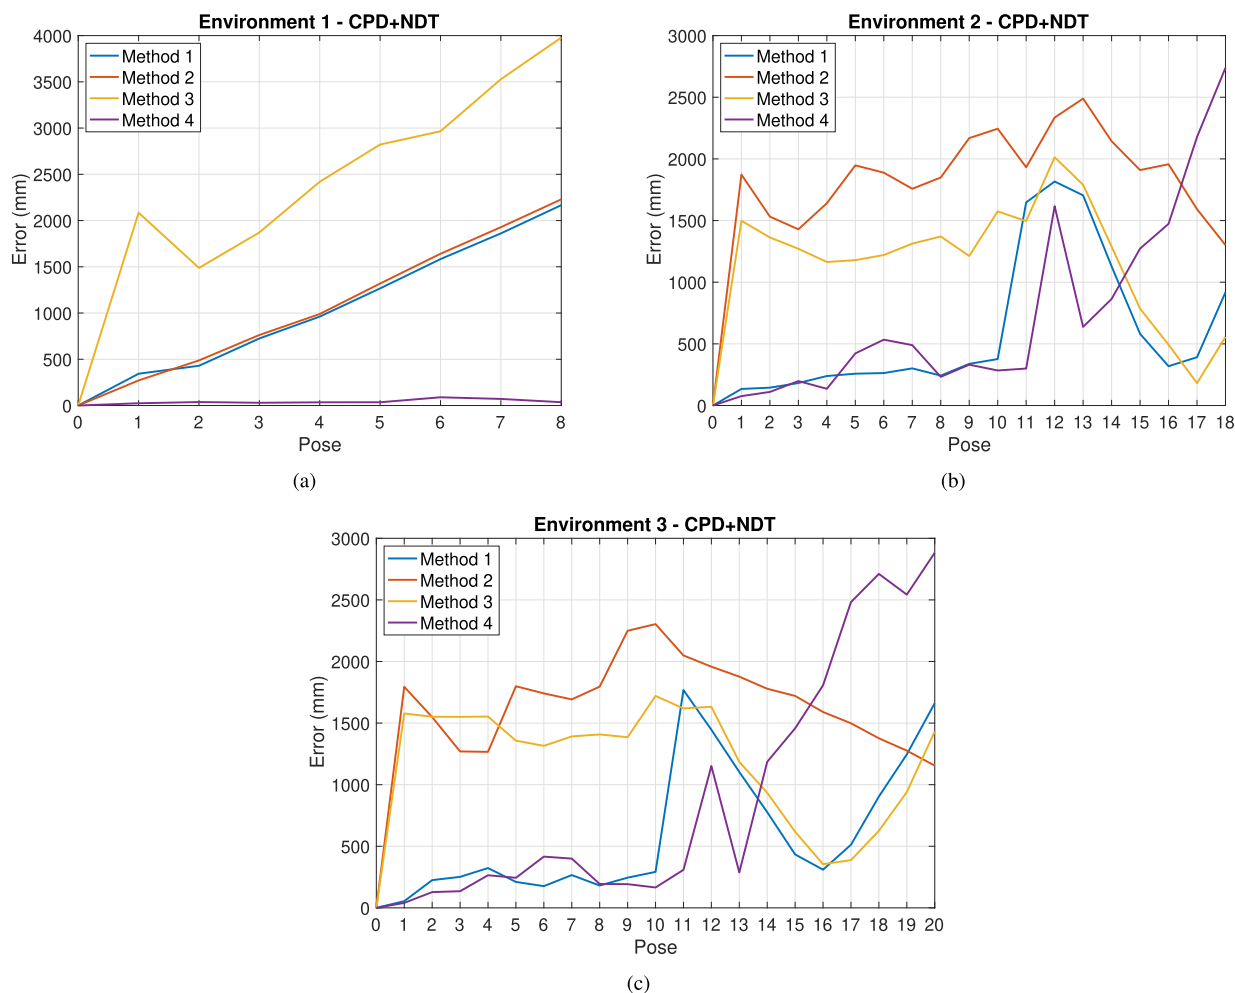 Environment 1 - CPD+NDT
4000
3500
3000
2500
2000
1500
1000
500
0
Error (mm)
Method 1
Method 2
Method 3
Method 4
0 1 2 3 4 5 6 7 8
Pose
(a)
Environment 2 - CPD+NDT
3000
2500
2000
1500
1000
500
0
Error (mm)
Method 1
Method 2
Method 3
Method 4
0 1 2 3 4 5 6 7 8 9 10 11 12 13 14 15 16 17 18
Pose
(b)
Environment 3 - CPD+NDT
3000
2500
2000
1500
1000
500
0
Error (mm)
Method 1
Method 2
Method 3
Method 4
0 1 2 3 4 5 6 7 8 9 10 11 12 13 14 15 16 17 18 19 20
Pose
(c)